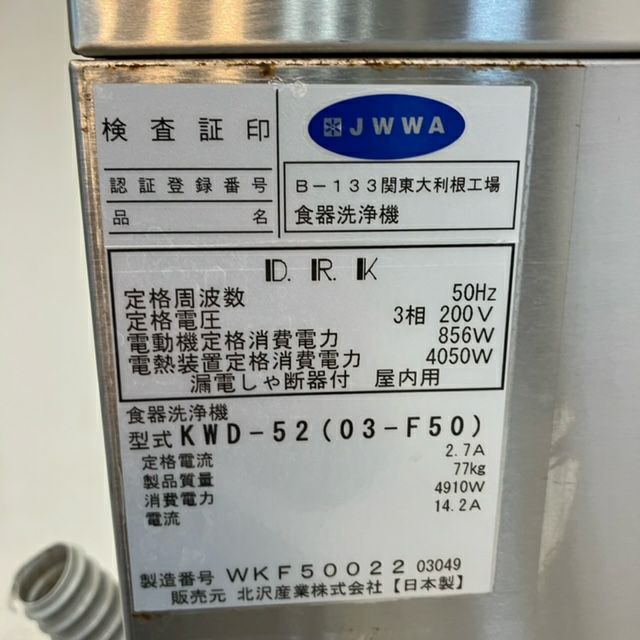 検査証印
JWWA
認証登録番号 B-133関東大利根工場
品名 食器洗浄機
D.R.K
定格周波数 50Hz
定格電圧 3相 200V
電動機定格消費電力 856W
電熱装置定格消費電力 4050W
漏電しゃ断器付 屋内用
食器洗浄機
型式 KWD-52(03-F50)
定格電流 2.7A
製品質量 77kg
消費電力 4910W
電流 14.2A
製造番号 WKF50022 03049
販売元 北沢産業株式会社【日本製】